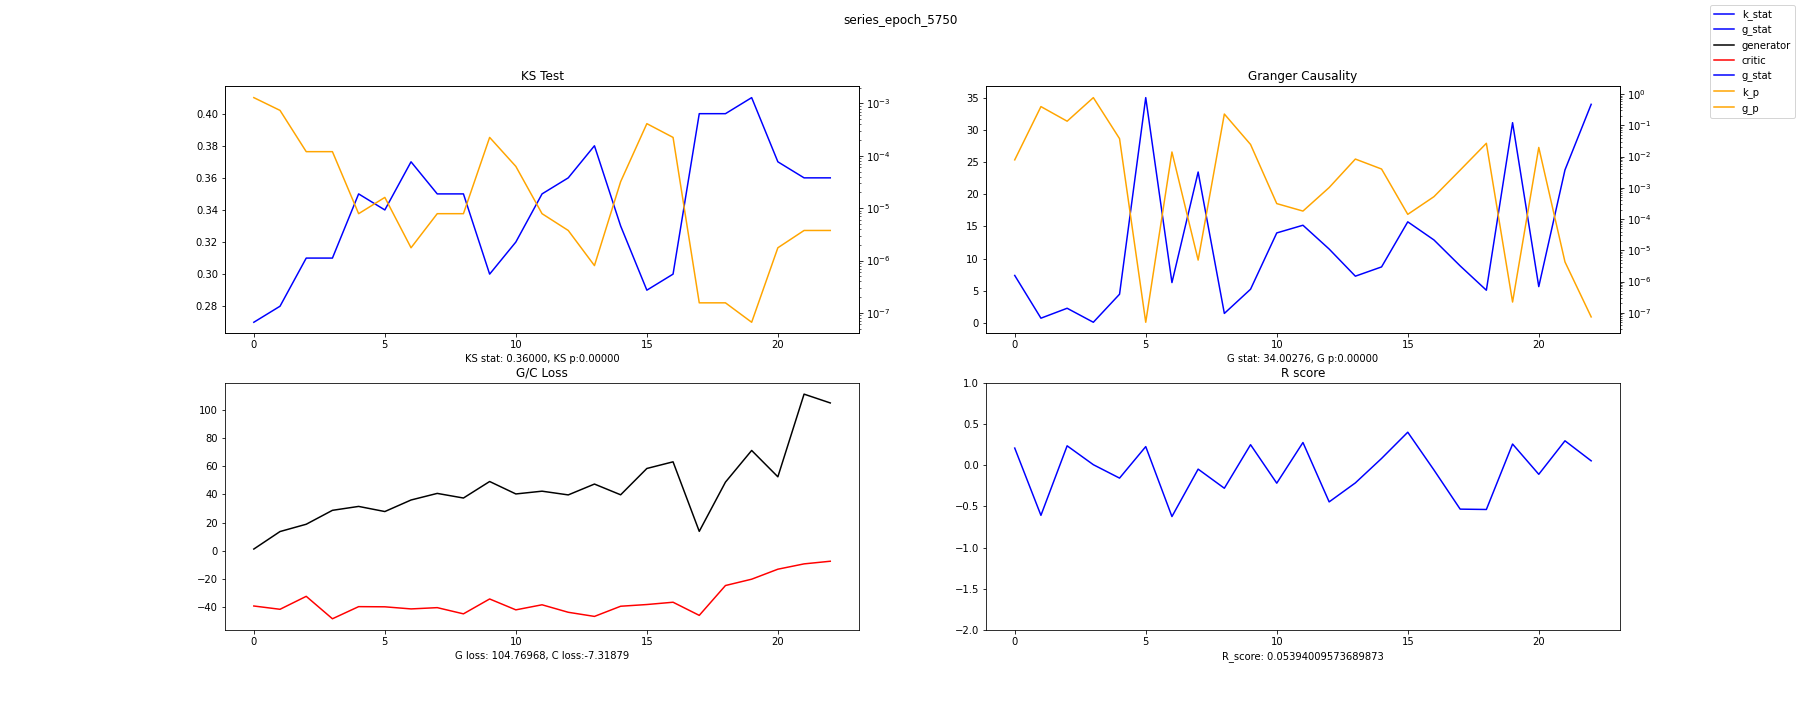 series_epoch_5750
k_stat
g_stat
generator
critic
g_stat
k_p
g_p
KS Test
0.40
0.38
0.36
0.34
0.32
0.30
0.28
10⁻³
10⁻⁴
10⁻⁵
10⁻⁶
10⁻⁷
0 5 10 15 20
KS stat: 0.36000, KS p:0.00000
Granger Causality
35
30
25
20
15
10
5
0
10⁰
10⁻¹
10⁻²
10⁻³
10⁻⁴
10⁻⁵
10⁻⁶
10⁻⁷
0 5 10 15 20
G stat: 34.00276, G p:0.00000
G/C Loss
100
80
60
40
20
0
−20
−40
0 5 10 15 20
G loss: 104.76968, C loss:-7.31879
R score
1.0
0.5
0.0
−0.5
−1.0
−1.5
−2.0
0 5 10 15 20
R_score: 0.05394009573689873